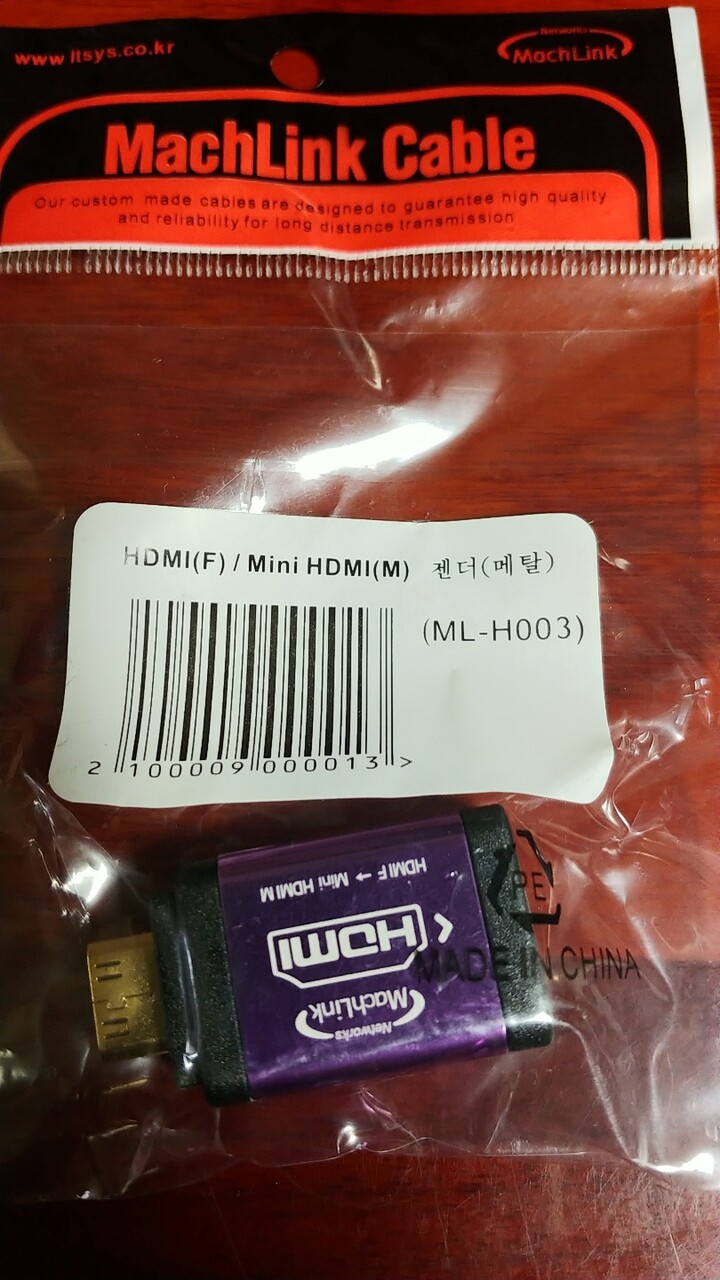 www.itsys.co.kr
Networks
MachLink
MachLink Cable
Our custom made cables are designed to guarantee high quality
and reliability for long distance transmission
HDMI(F) / Mini HDMI(M) 젠더(메탈)
(ML-H003)
2 100009 000013 >
PE
MADE IN CHINA
HDMI F → Mini HDMI M
HDMI
Networks
MachLink